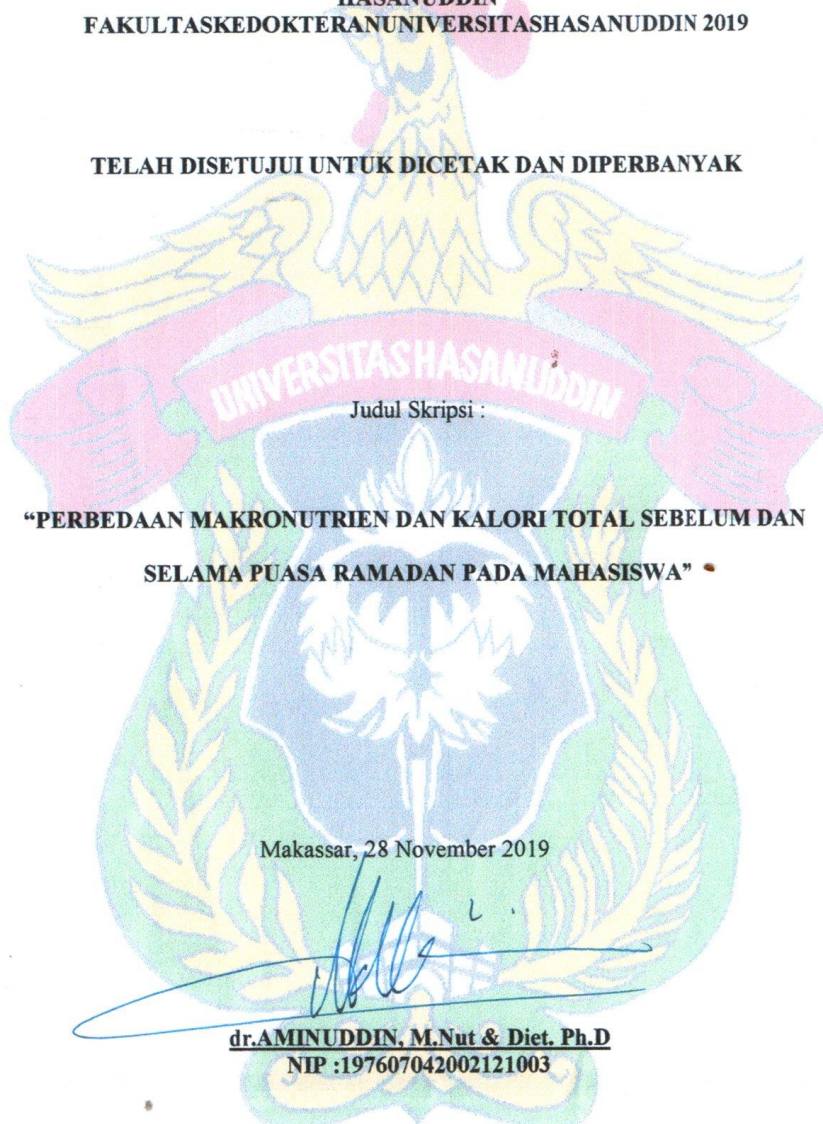 HASANUDDIN
FAKULTASKEDOKTERANUNIVERSITASHASANUDDIN 2019
TELAH DISETUJUI UNTUK DICETAK DAN DIPERBANYAK
UNIVERSITAS HASANUDDIN
Judul Skripsi :
“PERBEDAAN MAKRONUTRIEN DAN KALORI TOTAL SEBELUM DAN
SELAMA PUASA RAMADAN PADA MAHASISWA”
Makassar, 28 November 2019
dr.AMINUDDIN, M.Nut & Diet. Ph.D
NIP :197607042002121003